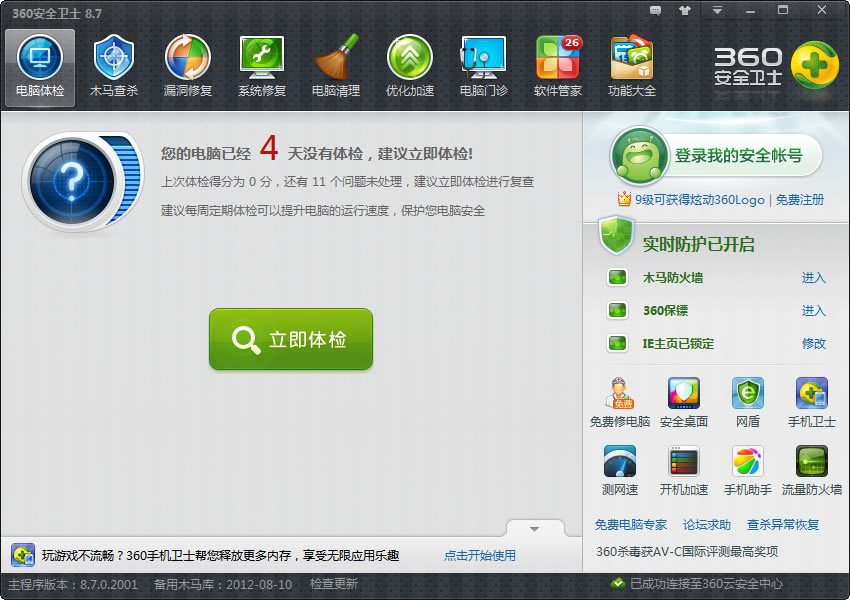 360安全卫士 8.7
电脑体检 木马查杀 漏洞修复 系统修复 电脑清理 优化加速 电脑门诊 软件管家 功能大全
26
360
安全卫士
您的电脑已经 4 天没有体检，建议立即体检!
上次体检得分为 0 分，还有 11 个问题未处理，建议立即体检进行复查
建议每周定期体检可以提升电脑的运行速度，保护您电脑安全
立即体检
登录我的安全帐号
9级可获得炫动360Logo | 免费注册
实时防护已开启
木马防火墙 进入
360保镖 进入
IE主页已锁定 修改
免费
免费修电脑 安全桌面 网盾 手机卫士
测网速 开机加速 手机助手 流量防火墙
免费电脑专家 论坛求助 查杀异常恢复
360杀毒获AV-C国际评测最高奖项
玩游戏不流畅？360手机卫士帮您释放更多内存，享受无限应用乐趣 点击开始使用
主程序版本：8.7.0.2001 备用木马库：2012-08-10 检查更新 已成功连接至360云安全中心